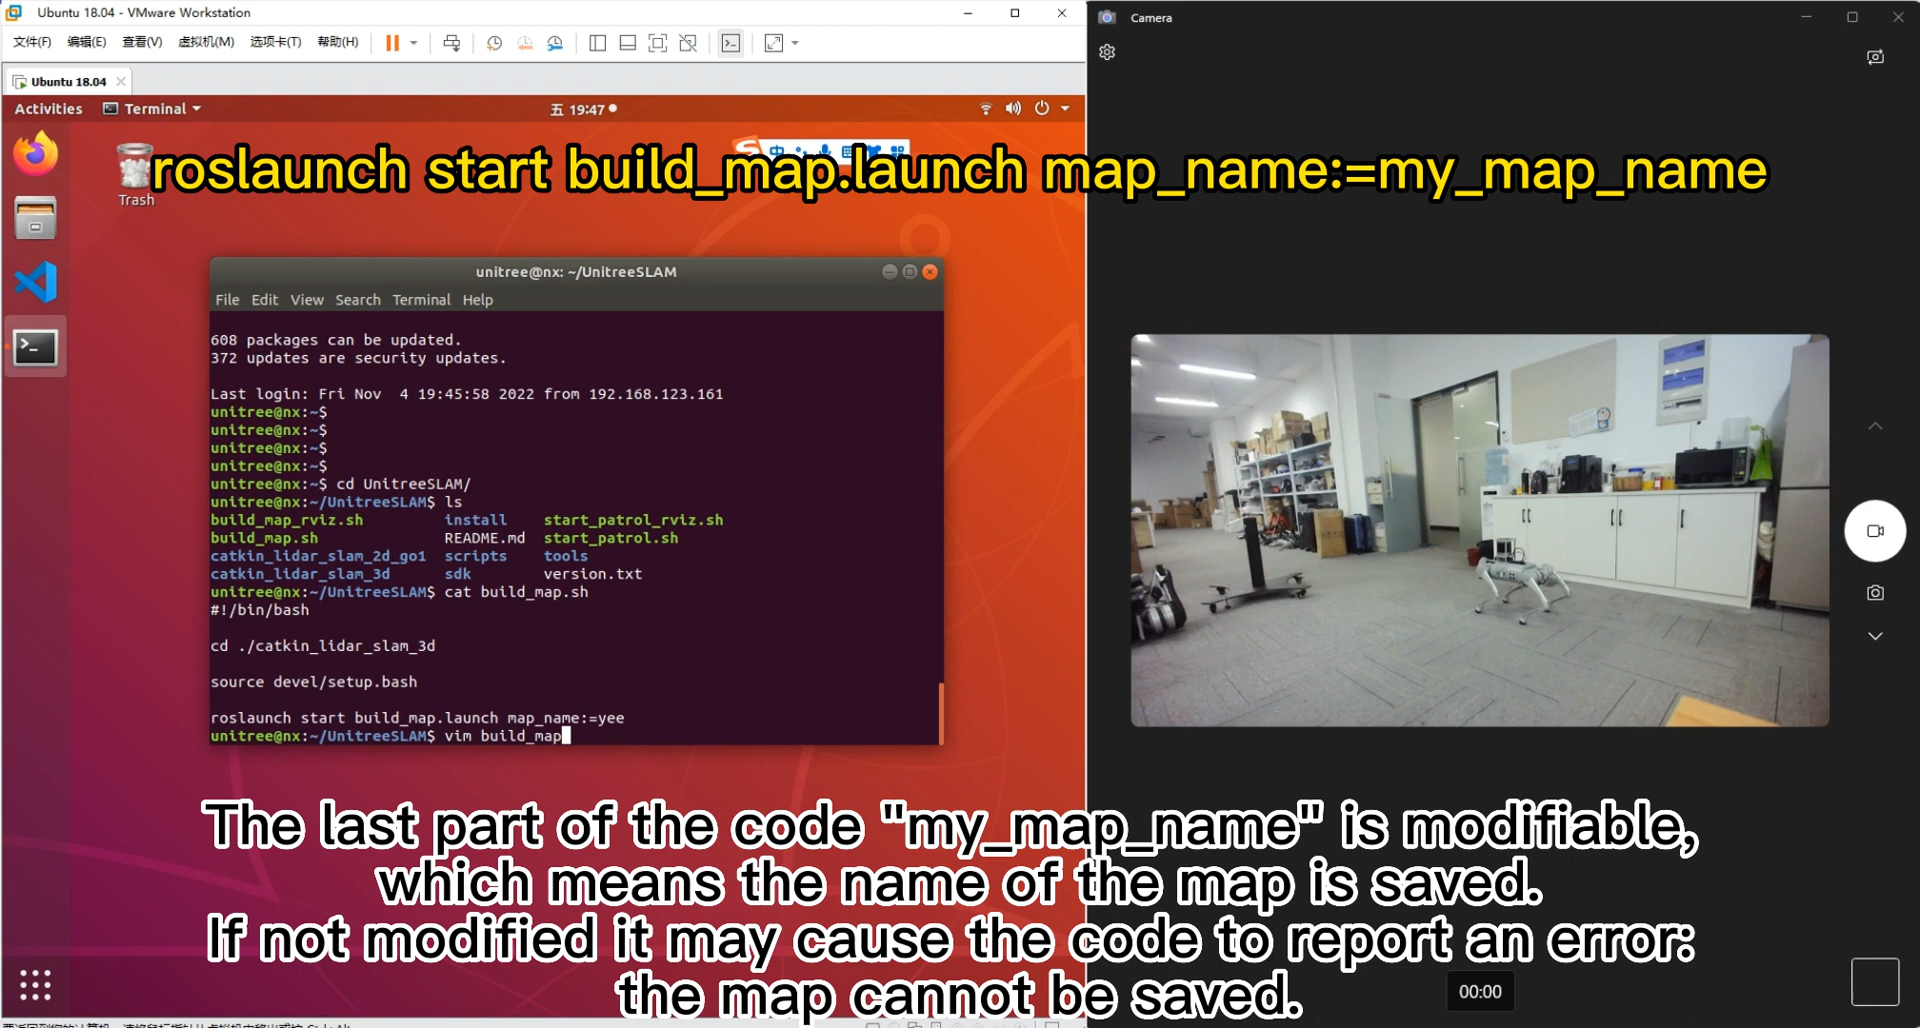 Ubuntu 18.04 - VMware Workstation
文件(F) 编辑(E) 查看(V) 虚拟机(M) 选项卡(T) 帮助(H)
Ubuntu 18.04
Activities Terminal 五 19:47
Trash
中
roslaunch start build_map.launch map_name:=my_map_name
unitree@nx: ~/UnitreeSLAM
File Edit View Search Terminal Help
608 packages can be updated.
372 updates are security updates.
Last login: Fri Nov  4 19:45:58 2022 from 192.168.123.161
unitree@nx:~$
unitree@nx:~$
unitree@nx:~$
unitree@nx:~$
unitree@nx:~$ cd UnitreeSLAM/
unitree@nx:~/UnitreeSLAM$ ls
build_map_rviz.sh install start_patrol_rviz.sh
build_map.sh README.md start_patrol.sh
catkin_lidar_slam_2d_go1 scripts tools
catkin_lidar_slam_3d sdk version.txt
unitree@nx:~/UnitreeSLAM$ cat build_map.sh
#!/bin/bash
cd ./catkin_lidar_slam_3d
source devel/setup.bash
roslaunch start build_map.launch map_name:=yee
unitree@nx:~/UnitreeSLAM$ vim build_map
Camera
The last part of the code "my_map_name" is modifiable,
which means the name of the map is saved.
If not modified it may cause the code to report an error:
the map cannot be saved.
00:00